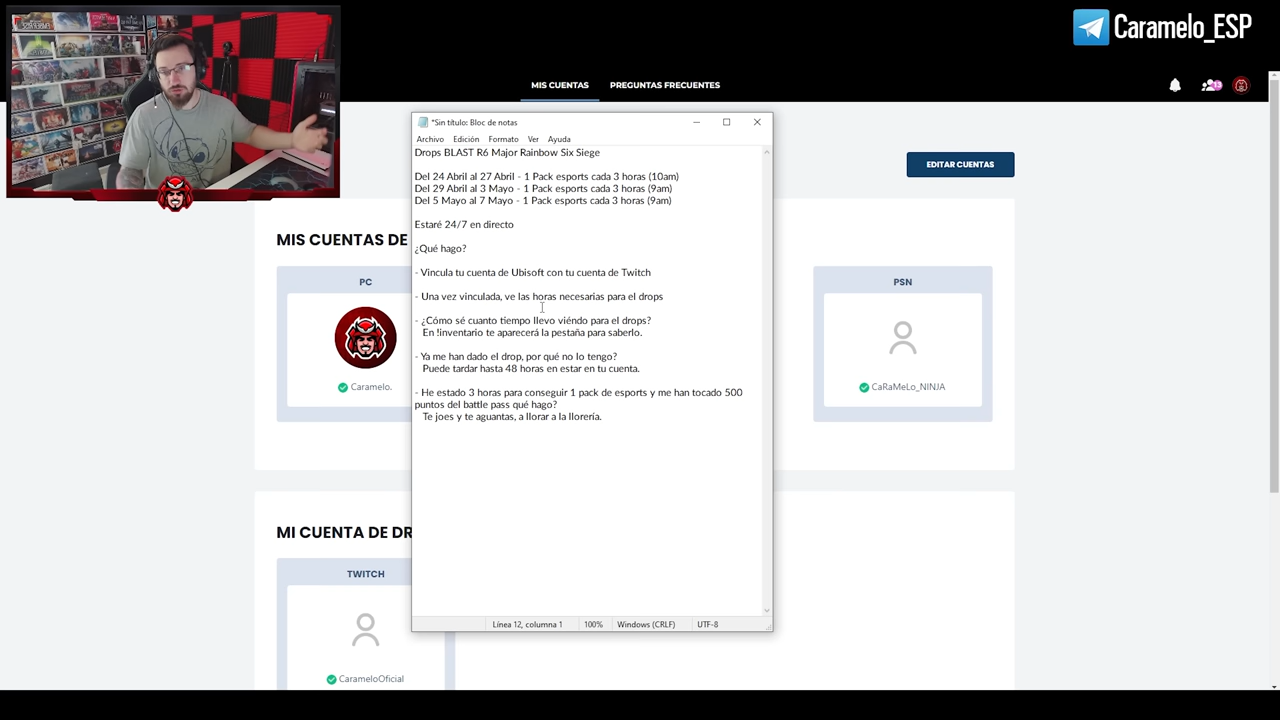 Caramelo_ESP
MIS CUENTAS
PREGUNTAS FRECUENTES
*Sin título: Bloc de notas
Archivo Edición Formato Ver Ayuda
Drops BLAST R6 Major Rainbow Six Siege
Del 24 Abril al 27 Abril - 1 Pack esports cada 3 horas (10am)
Del 29 Abril al 3 Mayo - 1 Pack esports cada 3 horas (9am)
Del 5 Mayo al 7 Mayo - 1 Pack esports cada 3 horas (9am)
Estaré 24/7 en directo
¿Qué hago?
- Vincula tu cuenta de Ubisoft con tu cuenta de Twitch
- Una vez vinculada, ve las horas necesarias para el drops
- ¿Cómo sé cuanto tiempo llevo viéndo para el drops?
En !inventario te aparecerá la pestaña para saberlo.
- Ya me han dado el drop, por qué no lo tengo?
Puede tardar hasta 48 horas en estar en tu cuenta.
- He estado 3 horas para conseguir 1 pack de esports y me han tocado 500
puntos del battle pass qué hago?
Te joes y te aguantas, a llorar a la llorería.
Línea 12, columna 1 100% Windows (CRLF) UTF-8
EDITAR CUENTAS
MIS CUENTAS DE
PC
Caramelo.
PSN
CaRaMeLo_NINJA
MI CUENTA DE DR
TWITCH
CarameloOficial